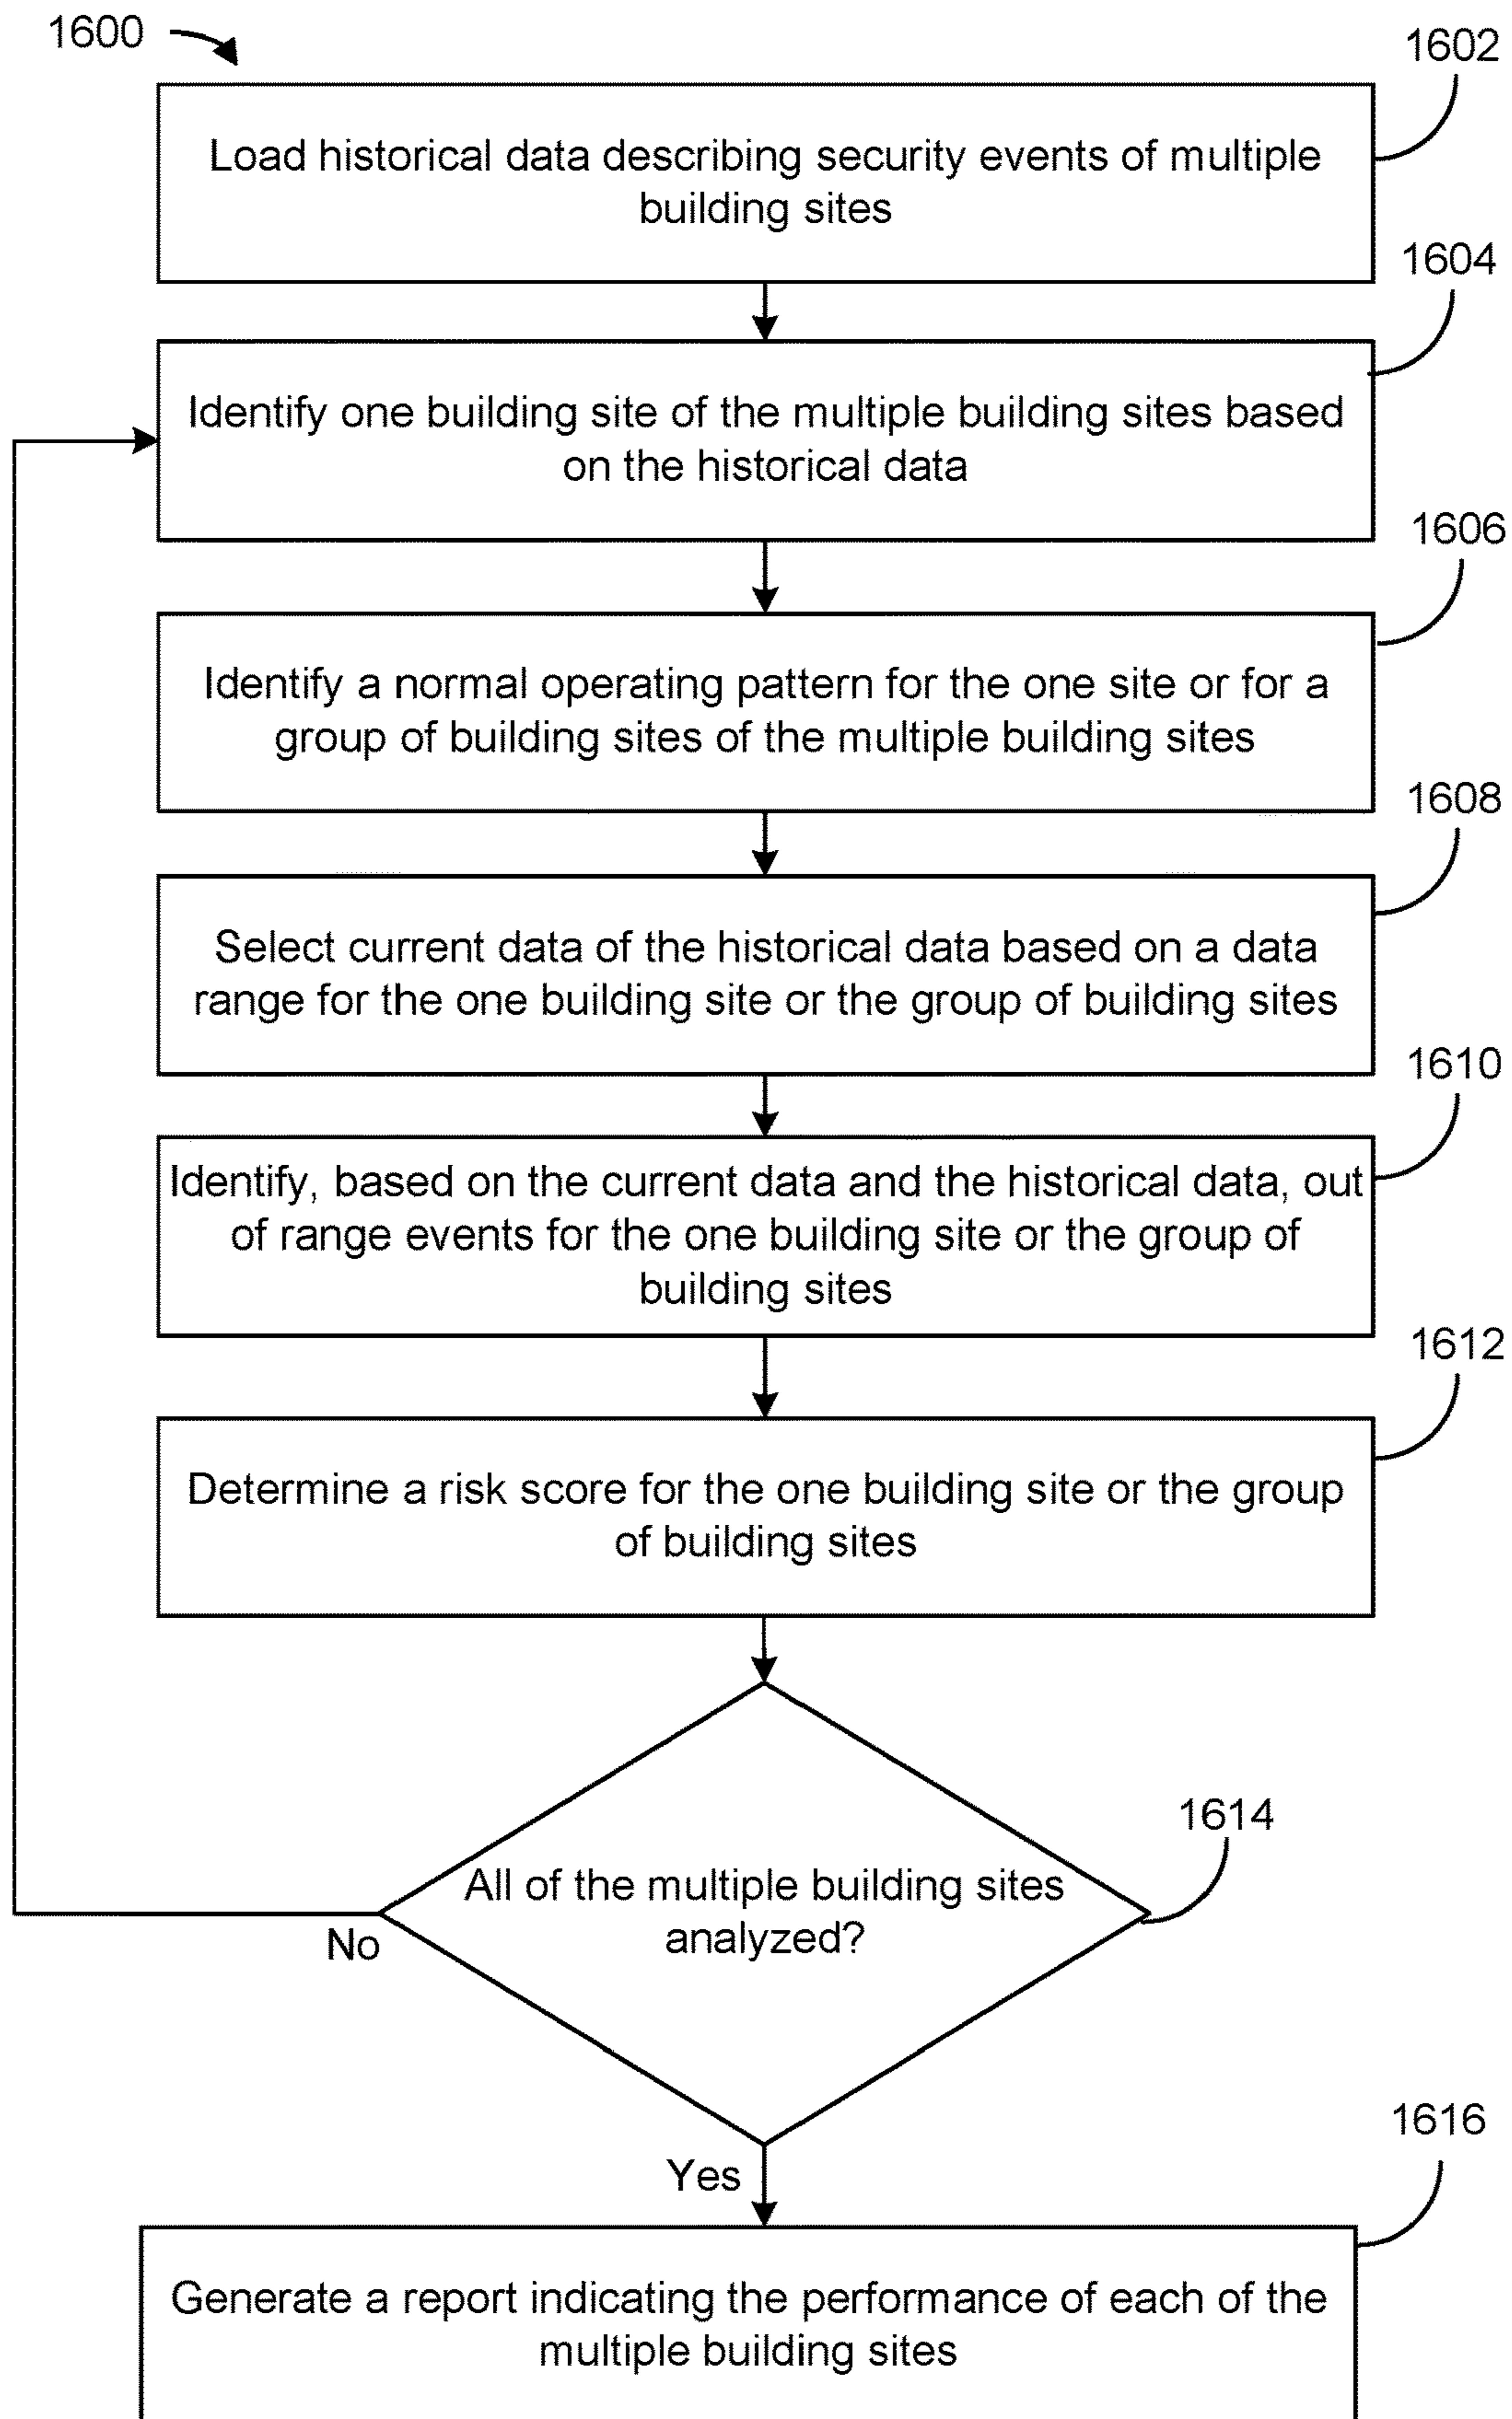 1600
1602
Load historical data describing security events of multiple
building sites
1604
Identify one building site of the multiple building sites based
on the historical data
1606
Identify a normal operating pattern for the one site or for a
group of building sites of the multiple building sites
1608
Select current data of the historical data based on a data
range for the one building site or the group of building sites
1610
Identify, based on the current data and the historical data, out
of range events for the one building site or the group of
building sites
1612
Determine a risk score for the one building site or the group
of building sites
1614
All of the multiple building sites
analyzed?
No
Yes
1616
Generate a report indicating the performance of each of the
multiple building sites